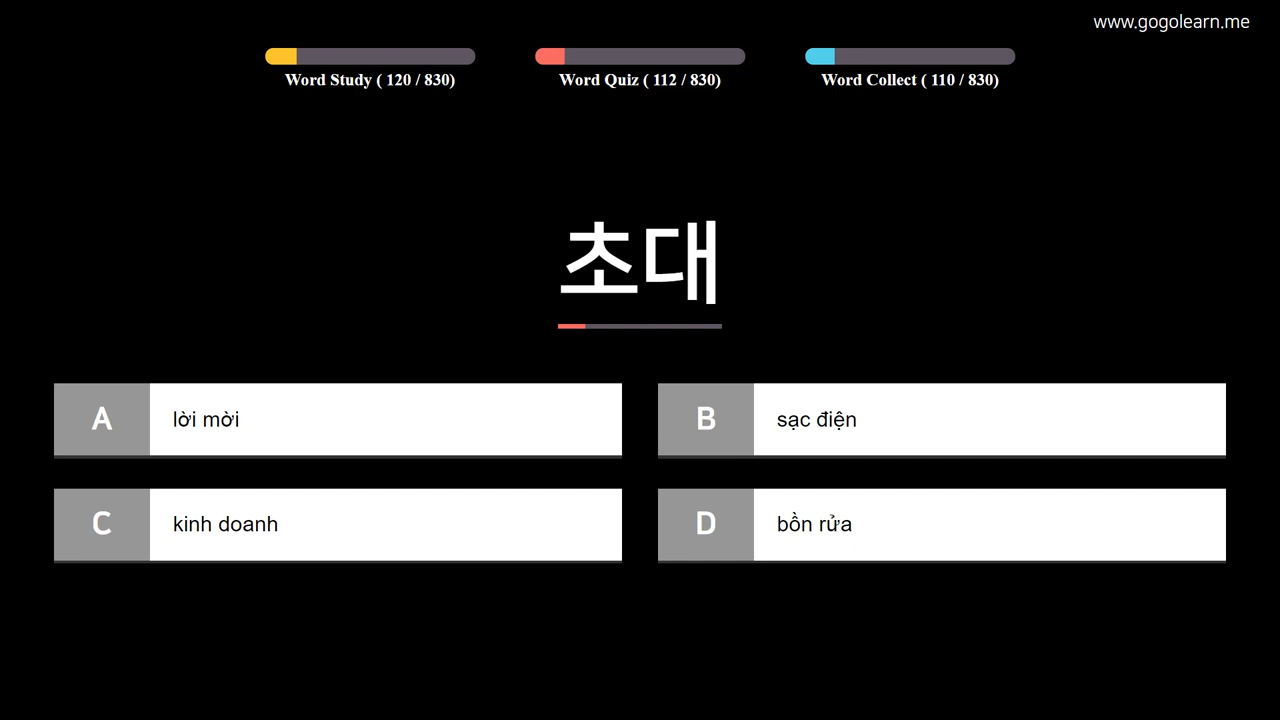 www.gogolearn.me
Word Study ( 120 / 830)
Word Quiz ( 112 / 830)
Word Collect ( 110 / 830)
초대
A lời mời
B sạc điện
C kinh doanh
D bồn rửa